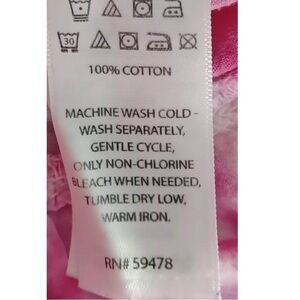 30
100% COTTON
MACHINE WASH COLD -
WASH SEPARATELY,
GENTLE CYCLE,
ONLY NON-CHLORINE
BLEACH WHEN NEEDED,
TUMBLE DRY LOW,
WARM IRON.
RN# 59478